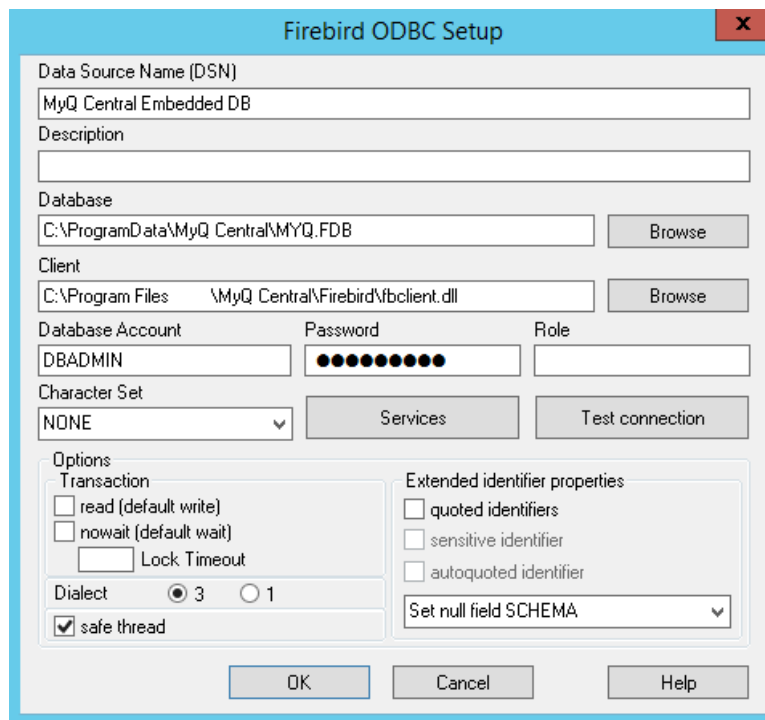 Firebird ODBC Setup
x
Data Source Name (DSN)
MyQ Central Embedded DB
Description
Database
C:\ProgramData\MyQ Central\MYQ.FDB
Browse
Client
C:\Program Files \MyQ Central\Firebird\fbclient.dll
Browse
Database Account Password Role
DBADMIN ●●●●●●●●●
Character Set
NONE Services Test connection
Options
Transaction Extended identifier properties
read (default write) quoted identifiers
nowait (default wait) sensitive identifier
Lock Timeout autoquoted identifier
Dialect 3 1
Set null field SCHEMA
safe thread
OK Cancel Help